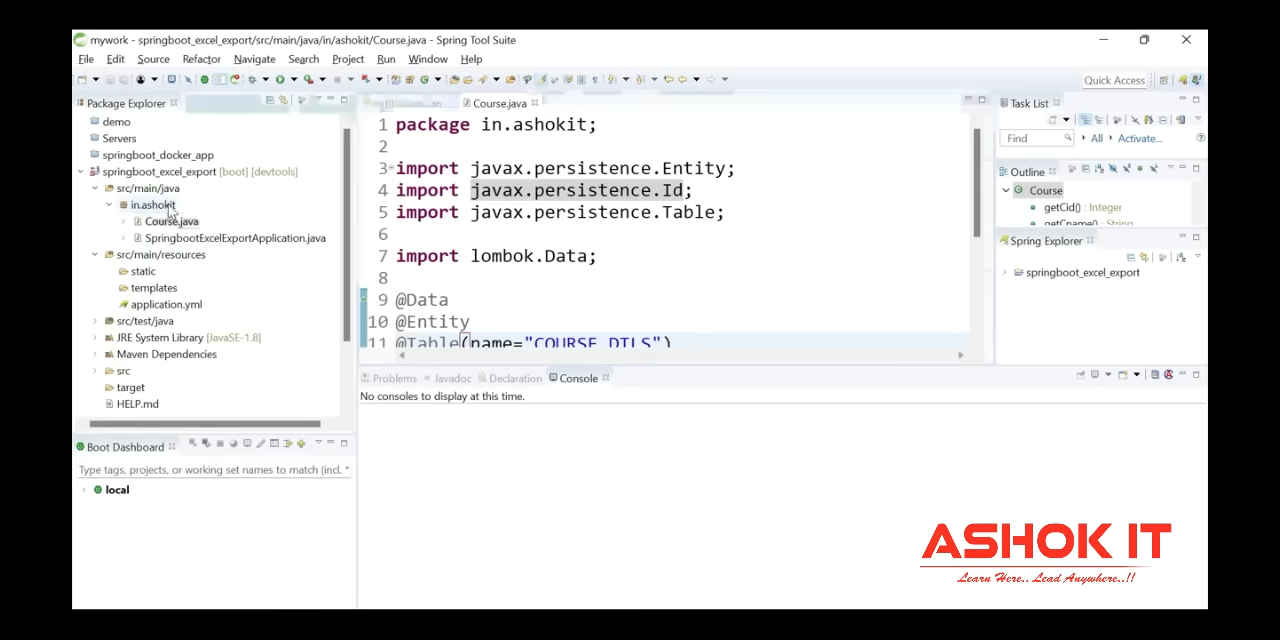 mywork - springboot_excel_export/src/main/java/in/ashokit/Course.java - Spring Tool Suite
File Edit Source Refactor Navigate Search Project Run Window Help
Quick Access
Package Explorer
demo
Servers
springboot_docker_app
springboot_excel_export [boot] [devtools]
src/main/java
in.ashokit
Course.java
SpringbootExcelExportApplication.java
src/main/resources
static
templates
application.yml
src/test/java
JRE System Library [JavaSE-1.8]
Maven Dependencies
src
target
HELP.md
Boot Dashboard
Type tags, projects, or working set names to match (incl. *
local
Course.java
1 package in.ashokit;
2
3 import javax.persistence.Entity;
4 import javax.persistence.Id;
5 import javax.persistence.Table;
6
7 import lombok.Data;
8
9 @Data
10 @Entity
11 @Table(name="COURSE_DTLS")
Problems Javadoc Declaration Console
No consoles to display at this time.
Task List
Find All Activate...
Outline
Course
getCid() : Integer
getCname() : String
Spring Explorer
springboot_excel_export
ASHOK IT
Learn Here.. Lead Anywhere..!!